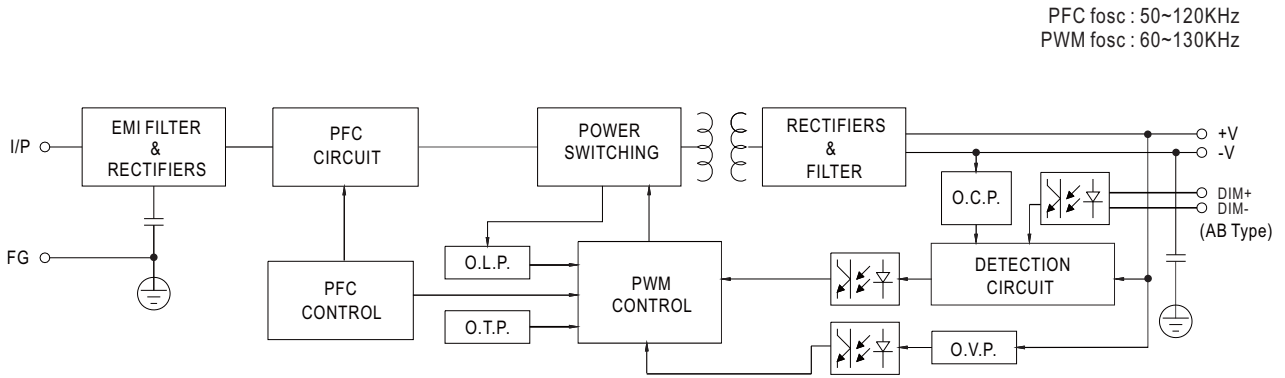 PFC fosc : 50~120KHz
PWM fosc : 60~130KHz
I/P
EMI FILTER
&
RECTIFIERS
PFC
CIRCUIT
POWER
SWITCHING
RECTIFIERS
&
FILTER
+V
-V
O.C.P.
DIM+
DIM-
(AB Type)
FG
O.L.P.
PFC
CONTROL
PWM
CONTROL
DETECTION
CIRCUIT
O.T.P.
O.V.P.